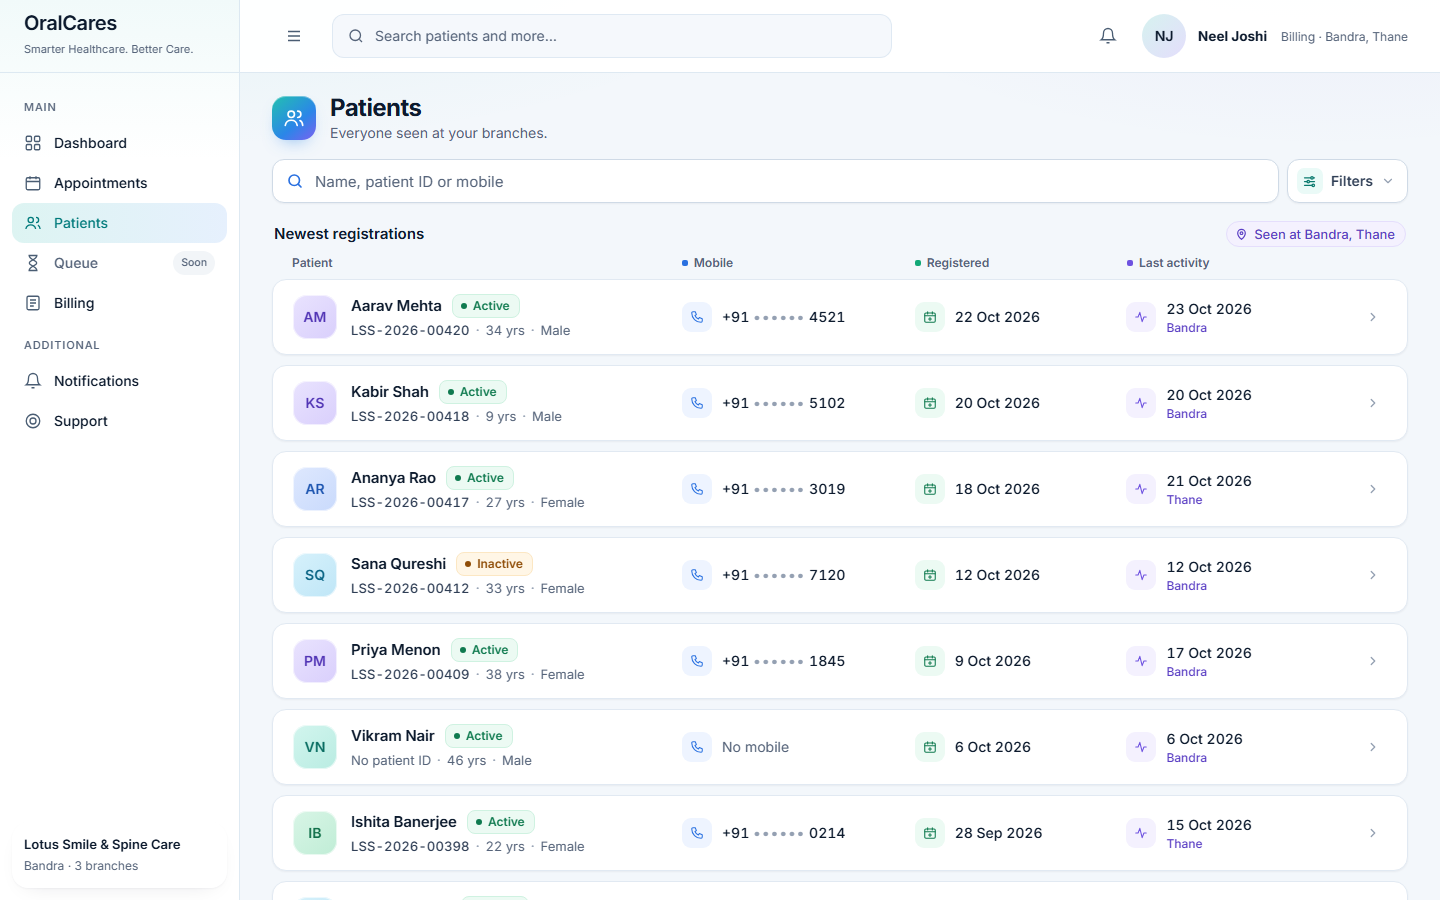 OralCares
Smarter Healthcare. Better Care.
Search patients and more...
NJ
Neel Joshi
Billing · Bandra, Thane
MAIN
Dashboard
Appointments
Patients
Queue
Soon
Billing
ADDITIONAL
Notifications
Support
Lotus Smile & Spine Care
Bandra · 3 branches
Patients
Everyone seen at your branches.
Name, patient ID or mobile
Filters
Newest registrations
Seen at Bandra, Thane
Patient
Mobile
Registered
Last activity
AM
Aarav Mehta
Active
LSS-2026-00420 · 34 yrs · Male
+91 •••••• 4521
22 Oct 2026
23 Oct 2026
Bandra
KS
Kabir Shah
Active
LSS-2026-00418 · 9 yrs · Male
+91 •••••• 5102
20 Oct 2026
20 Oct 2026
Bandra
AR
Ananya Rao
Active
LSS-2026-00417 · 27 yrs · Female
+91 •••••• 3019
18 Oct 2026
21 Oct 2026
Thane
SQ
Sana Qureshi
Inactive
LSS-2026-00412 · 33 yrs · Female
+91 •••••• 7120
12 Oct 2026
12 Oct 2026
Bandra
PM
Priya Menon
Active
LSS-2026-00409 · 38 yrs · Female
+91 •••••• 1845
9 Oct 2026
17 Oct 2026
Bandra
VN
Vikram Nair
Active
No patient ID · 46 yrs · Male
No mobile
6 Oct 2026
6 Oct 2026
Bandra
IB
Ishita Banerjee
Active
LSS-2026-00398 · 22 yrs · Female
+91 •••••• 0214
28 Sep 2026
15 Oct 2026
Thane